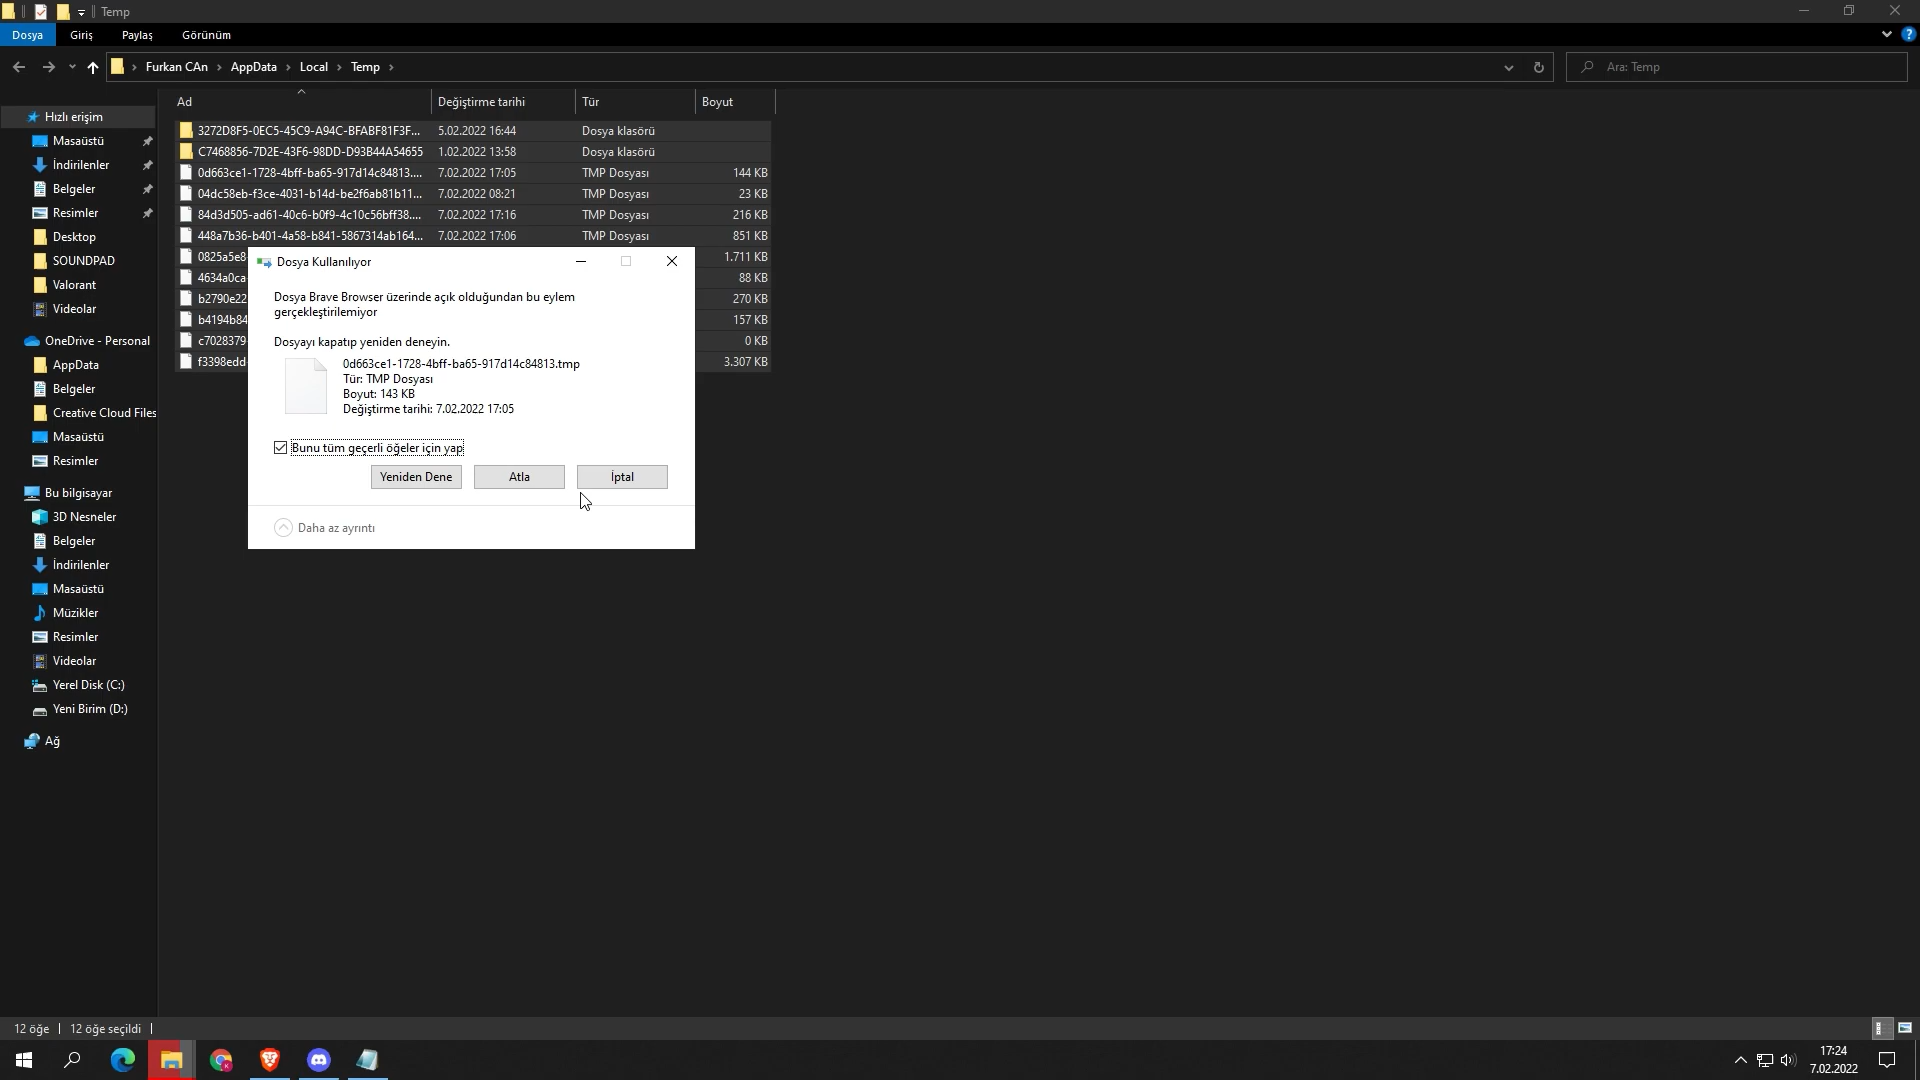 Temp
Dosya
Giriş
Paylaş
Görünüm
Furkan CAn
AppData
Local
Temp
Ara: Temp
Ad
Değiştirme tarihi
Tür
Boyut
3272D8F5-0EC5-45C9-A94C-BFABF81F3F... 5.02.2022 16:44 Dosya klasörü
C7468856-7D2E-43F6-98DD-D93B44A54655 1.02.2022 13:58 Dosya klasörü
0d663ce1-1728-4bff-ba65-917d14c84813.... 7.02.2022 17:05 TMP Dosyası 144 KB
04dc58eb-f3ce-4031-b14d-be2f6ab81b11... 7.02.2022 08:21 TMP Dosyası 23 KB
84d3d505-ad61-40c6-b0f9-4c10c56bff38.... 7.02.2022 17:16 TMP Dosyası 216 KB
448a7b36-b401-4a58-b841-5867314ab164... 7.02.2022 17:06 TMP Dosyası 851 KB
0825a5e8 1.711 KB
4634a0ca 88 KB
b2790e22 270 KB
b4194b84 157 KB
c7028379 0 KB
f3398edd 3.307 KB
Dosya Kullanılıyor
Dosya Brave Browser üzerinde açık olduğundan bu eylem
gerçekleştirilemiyor
Dosyayı kapatıp yeniden deneyin.
0d663ce1-1728-4bff-ba65-917d14c84813.tmp
Tür: TMP Dosyası
Boyut: 143 KB
Değiştirme tarihi: 7.02.2022 17:05
Bunu tüm geçerli öğeler için yap
Yeniden Dene
Atla
İptal
Daha az ayrıntı
Hızlı erişim
Masaüstü
İndirilenler
Belgeler
Resimler
Desktop
SOUNDPAD
Valorant
Videolar
OneDrive - Personal
AppData
Belgeler
Creative Cloud Files
Masaüstü
Resimler
Bu bilgisayar
3D Nesneler
Belgeler
İndirilenler
Masaüstü
Müzikler
Resimler
Videolar
Yerel Disk (C:)
Yeni Birim (D:)
Ağ
12 öğe
12 öğe seçildi
17:24
7.02.2022